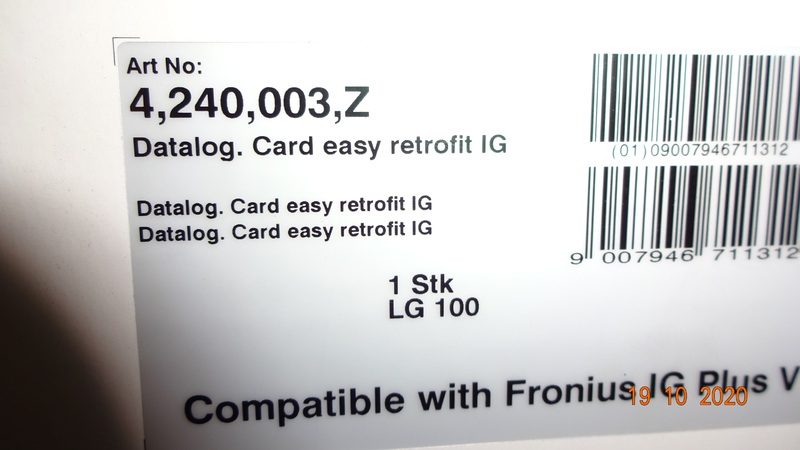 Art No:
4,240,003,Z
Datalog. Card easy retrofit IG
Datalog. Card easy retrofit IG
Datalog. Card easy retrofit IG
1 Stk
LG 100
(01)09007946711312
9 007946 711312
Compatible with Fronius IG Plus V
19 10 2020